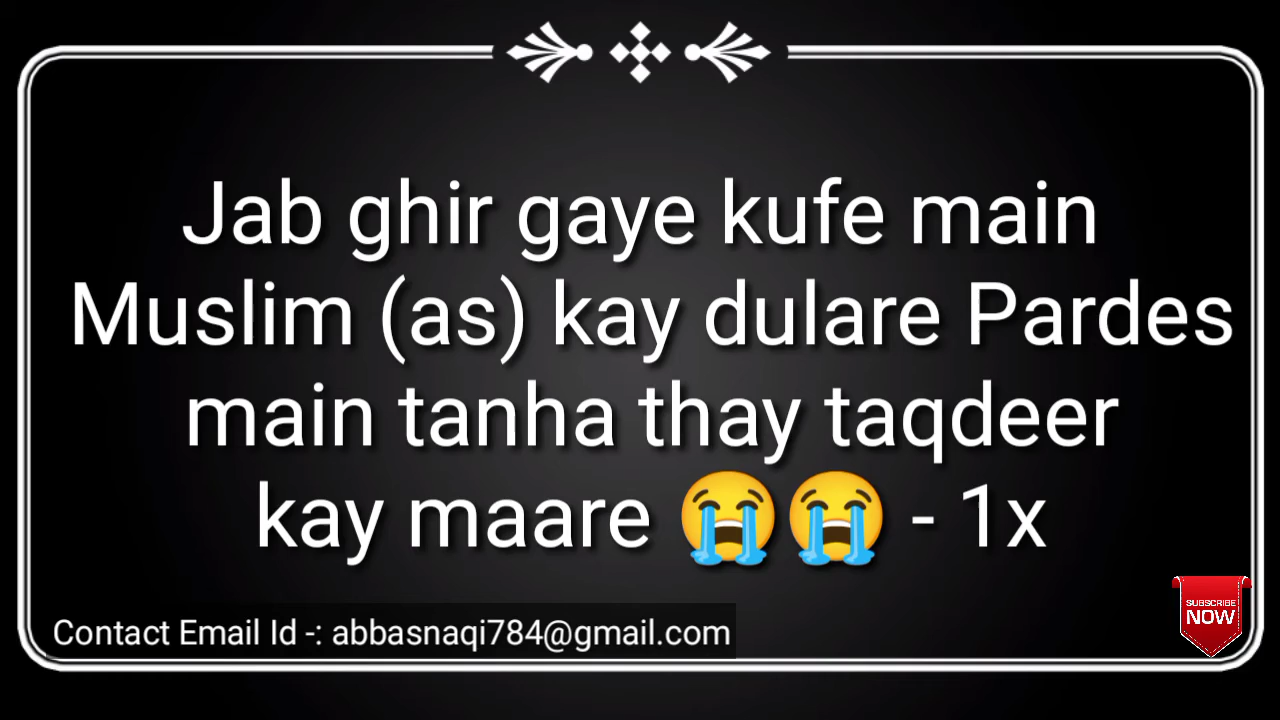 Jab ghir gaye kufe main
Muslim (as) kay dulare Pardes
main tanha thay taqdeer
kay maare 😭😭 - 1x
Contact Email Id -: abbasnaqi784@gmail.com
SUBSCRIBE
NOW